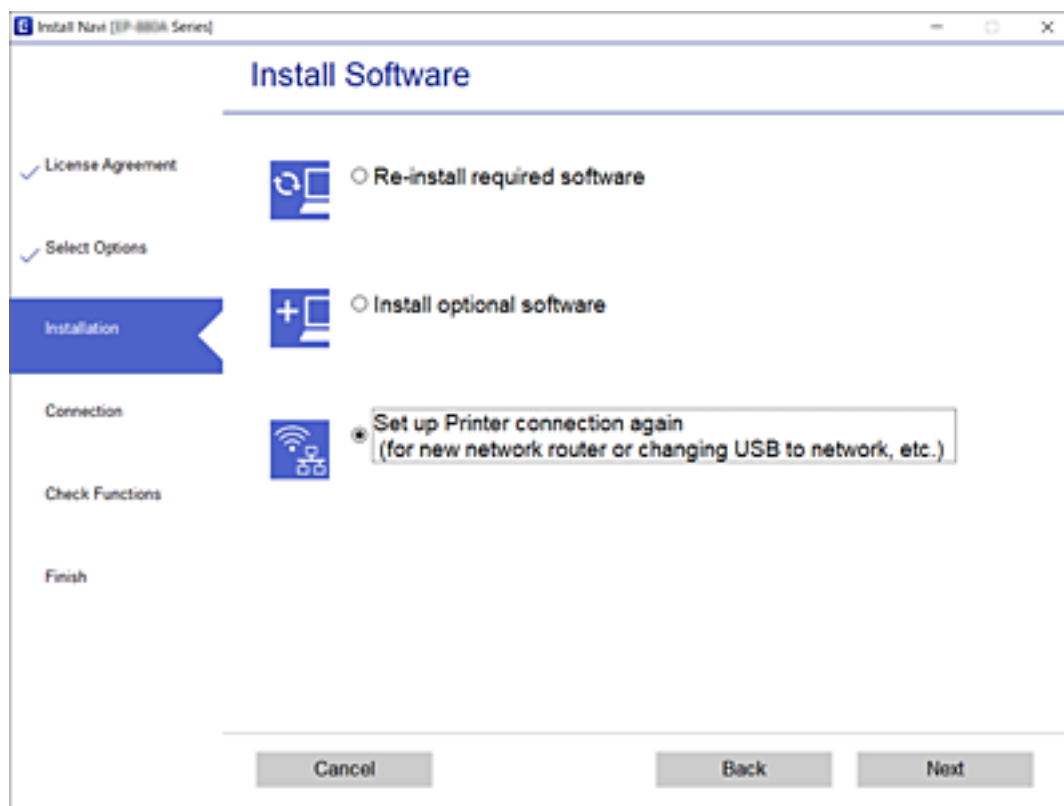 Install Navi [EP-880A Series]
Install Software
License Agreement
Select Options
Installation
Connection
Check Functions
Finish
Re-install required software
Install optional software
Set up Printer connection again
(for new network router or changing USB to network, etc.)
Cancel
Back
Next